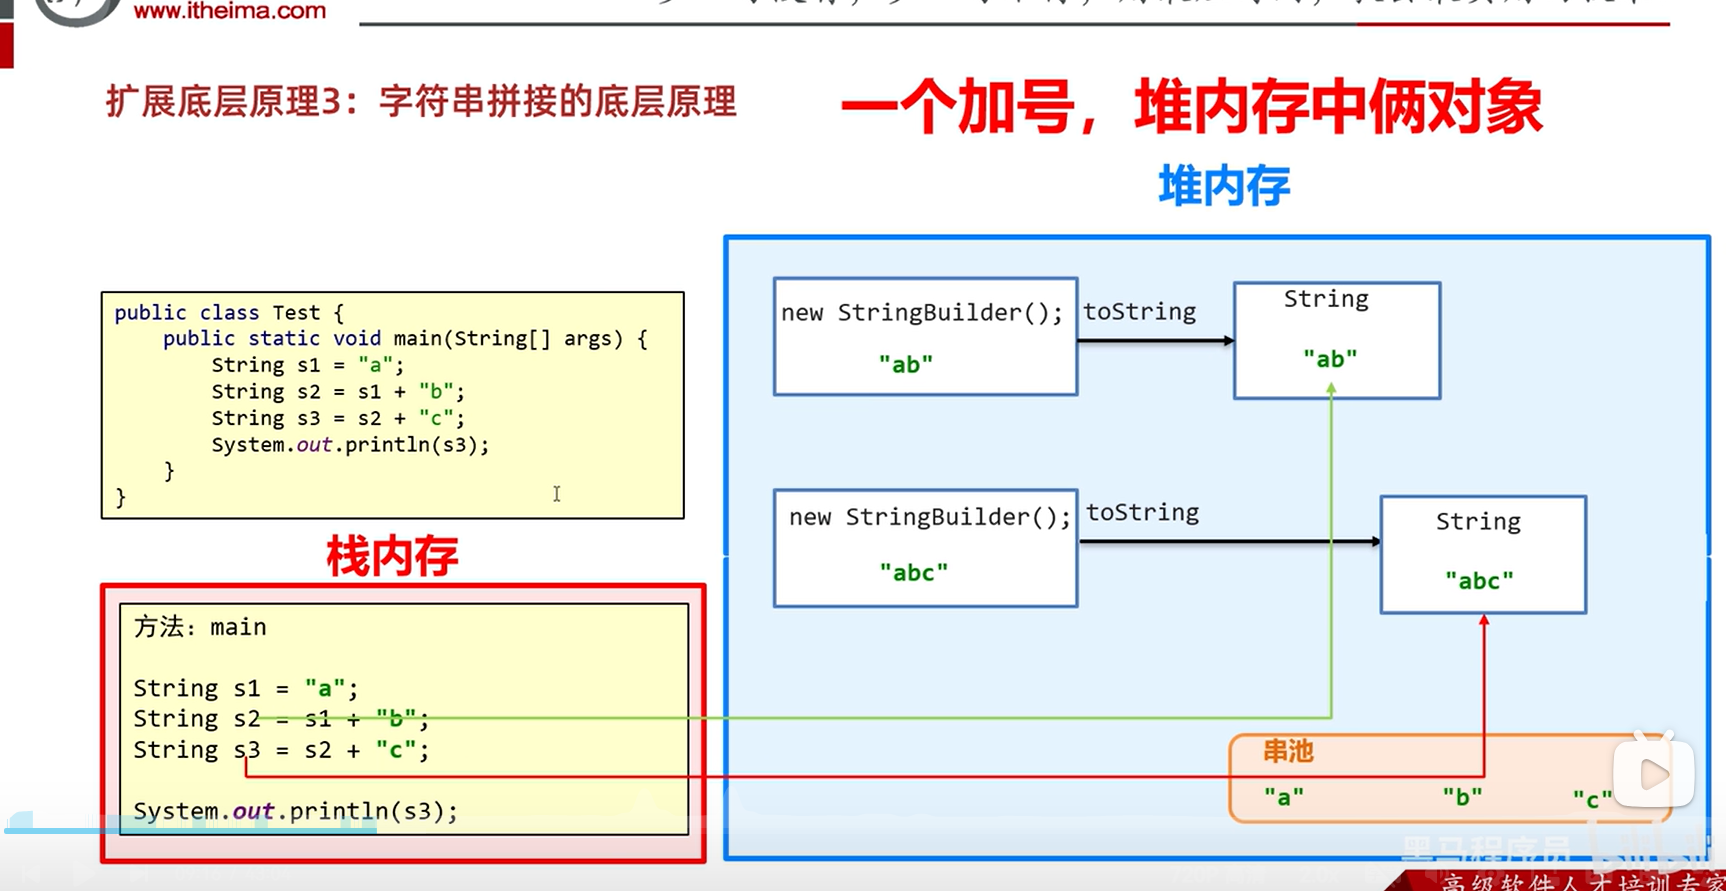 www.itheima.com
扩展底层原理3：字符串拼接的底层原理
一个加号，堆内存中俩对象
堆内存
public class Test {
public static void main(String[] args) {
String s1 = "a";
String s2 = s1 + "b";
String s3 = s2 + "c";
System.out.println(s3);
}
}
new StringBuilder();
"ab"
toString
String
"ab"
new StringBuilder();
"abc"
toString
String
"abc"
栈内存
方法：main
String s1 = "a";
String s2 = s1 + "b";
String s3 = s2 + "c";
System.out.println(s3);
串池
"a" "b" "c"
黑马程序员
高级软件人才培训专家